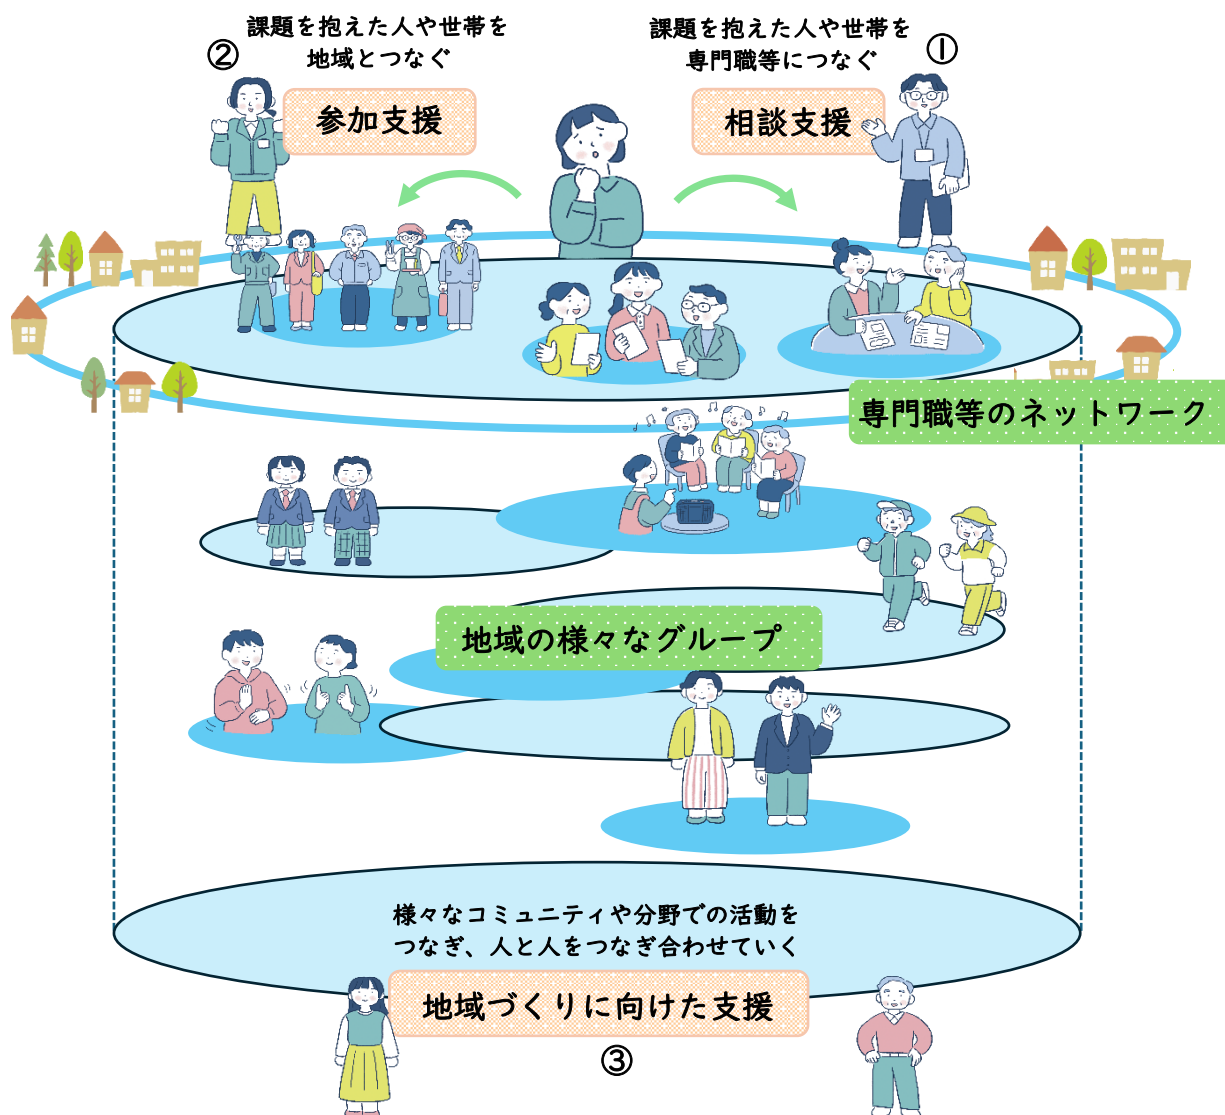 課題を抱えた人や世帯を
地域とつなぐ
②
参加支援
課題を抱えた人や世帯を
専門職等につなぐ
①
相談支援
専門職等のネットワーク
地域の様々なグループ
様々なコミュニティや分野での活動を
つなぎ、人と人をつなぎ合わせていく
地域づくりに向けた支援
③